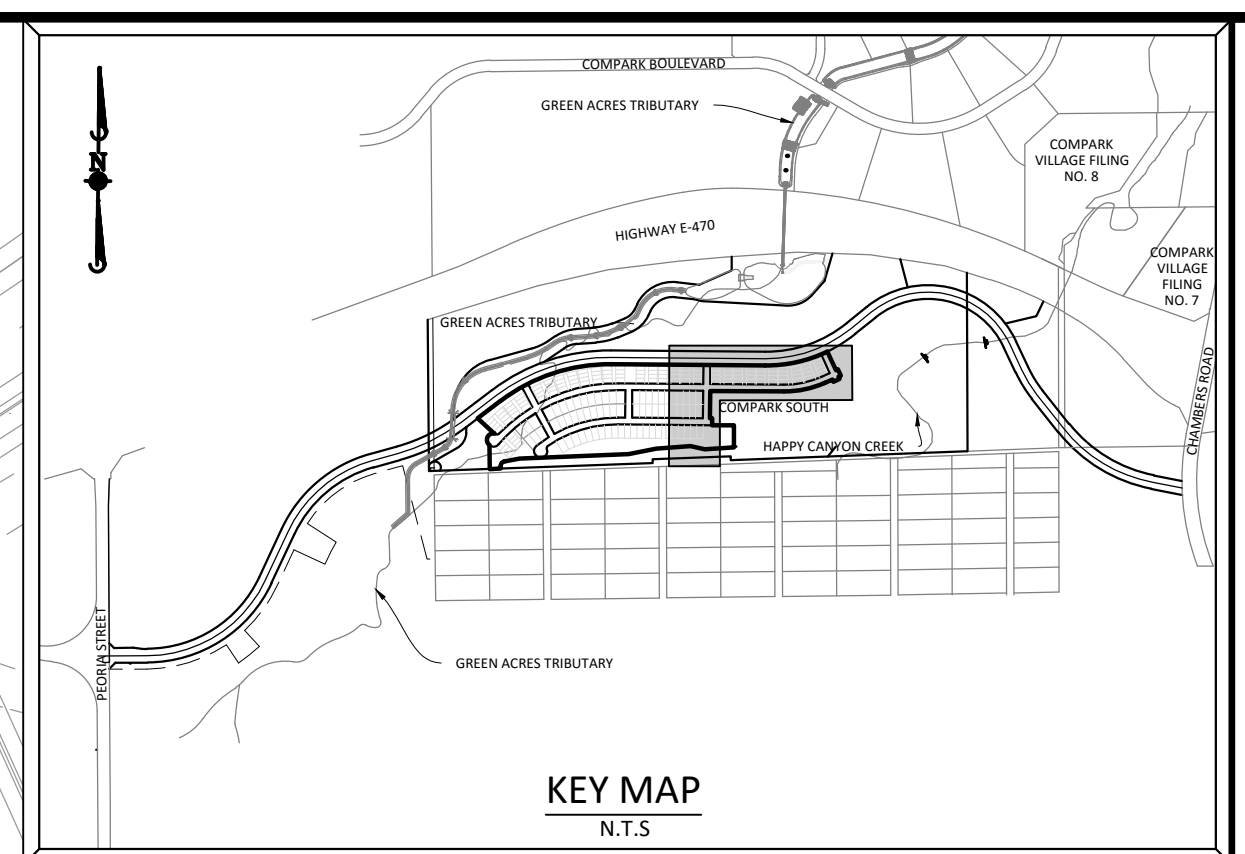 COMPARK BOULEVARD
GREEN ACRES TRIBUTARY
N
COMPARK
VILLAGE FILING
NO. 8
HIGHWAY E-470
COMPARK
VILLAGE
FILING
NO. 7
GREEN ACRES TRIBUTARY
COMPARK SOUTH
HAPPY CANYON CREEK
CHAMBERS ROAD
PEORIA STREET
GREEN ACRES TRIBUTARY
KEY MAP
N.T.S